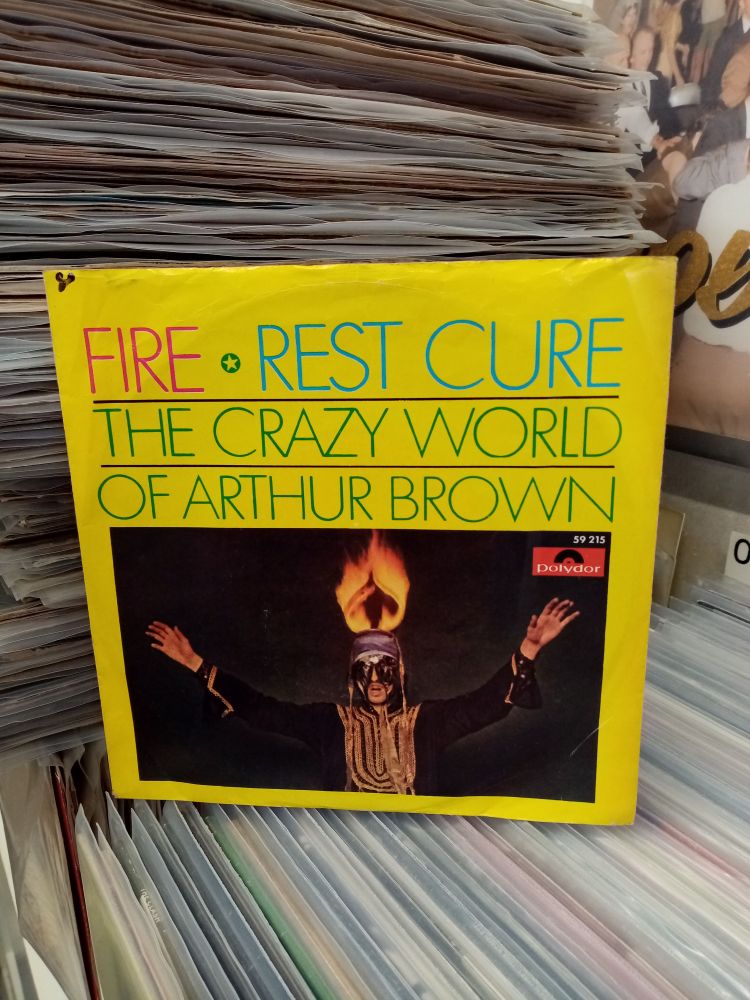 FIRE • REST CURE
THE CRAZY WORLD
OF ARTHUR BROWN
59 215
polydor